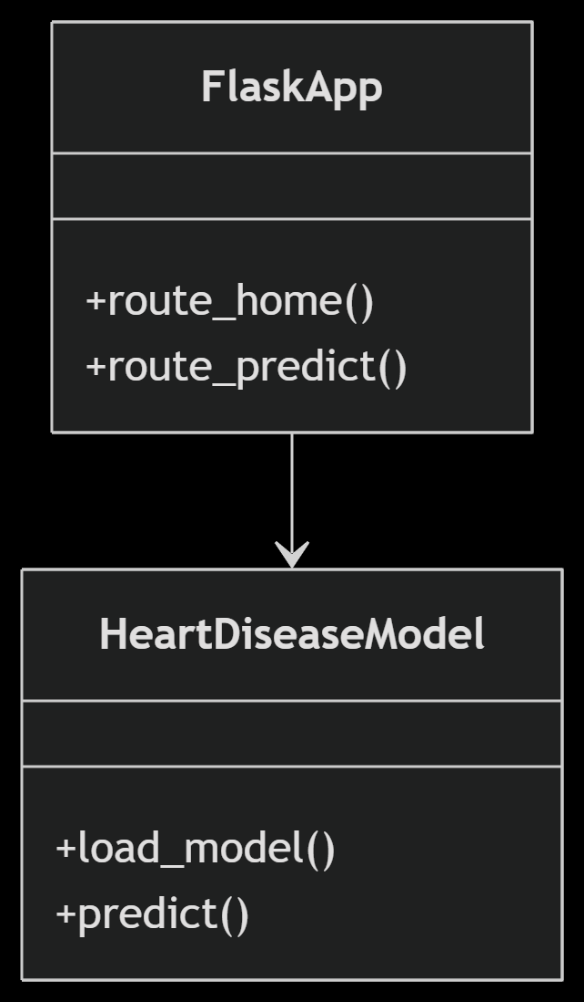 FlaskApp
+route_home()
+route_predict()
HeartDiseaseModel
+load_model()
+predict()